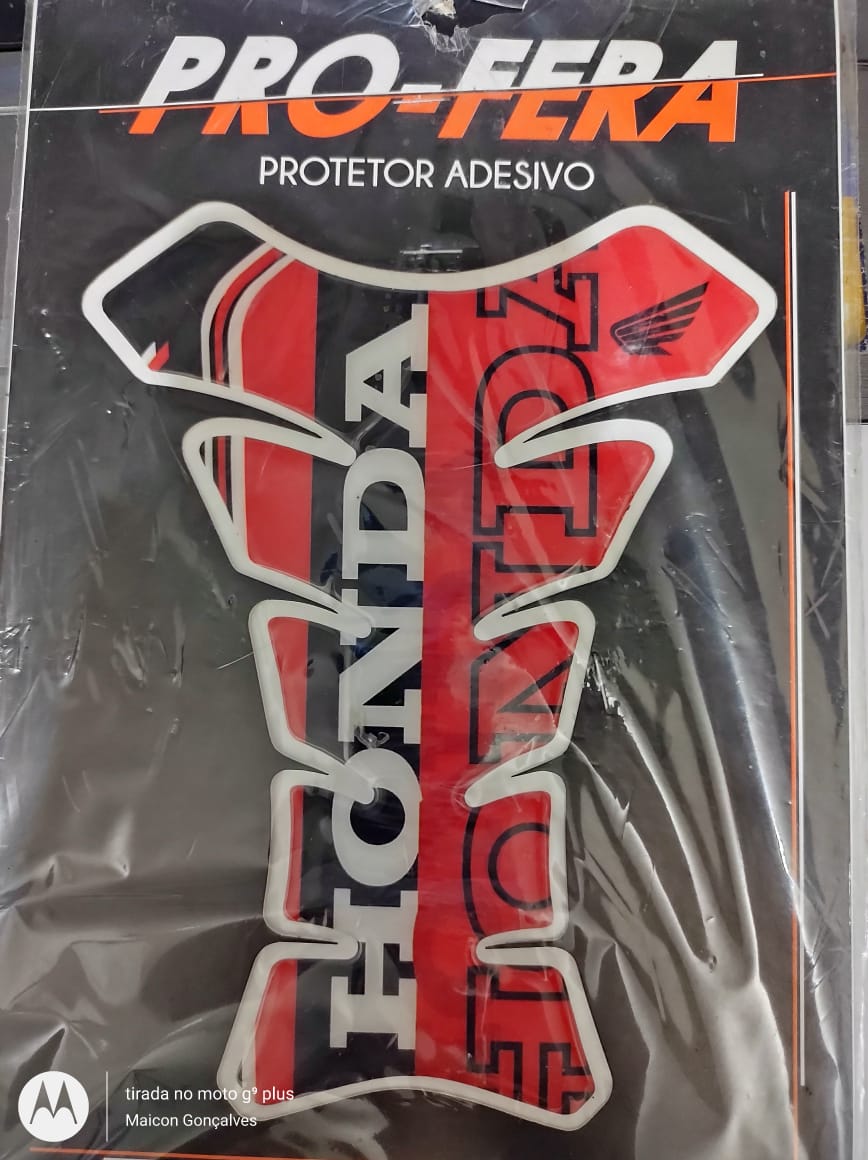 PRO-FERA
PROTETOR ADESIVO
HONDA
HONDA
tirada no moto g⁹ plus
Maicon Gonçalves